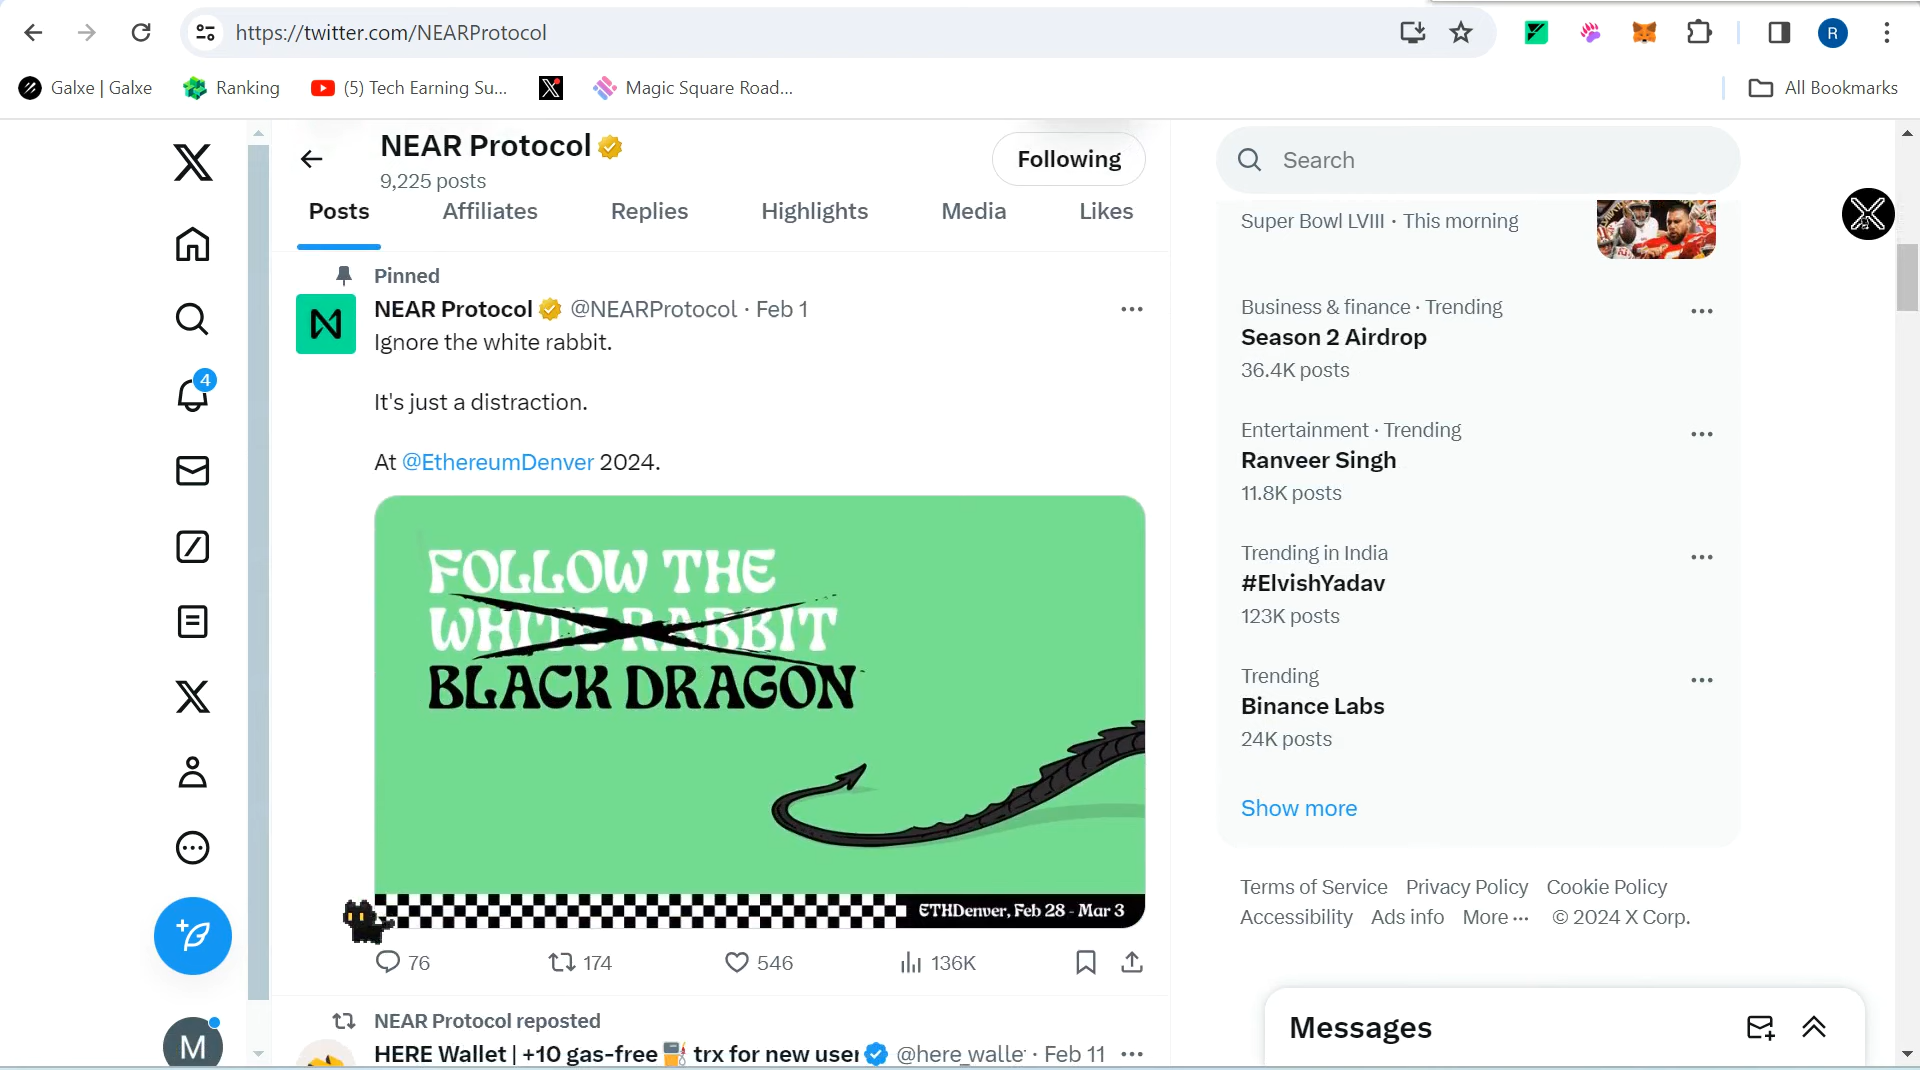 https://twitter.com/NEARProtocol
R
Galxe | Galxe
Ranking
(5) Tech Earning Su...
Magic Square Road...
All Bookmarks
NEAR Protocol
9,225 posts
Following
Posts
Affiliates
Replies
Highlights
Media
Likes
Pinned
NEAR Protocol @NEARProtocol · Feb 1
Ignore the white rabbit.
It's just a distraction.
At @EthereumDenver 2024.
FOLLOW THE
WHITE RABBIT
BLACK DRAGON
ETHDenver, Feb 28 - Mar 3
76
174
546
136K
NEAR Protocol reposted
HERE Wallet | +10 gas-free trx for new user @here_walle · Feb 11
4
M
Search
Super Bowl LVIII · This morning
Business & finance · Trending
Season 2 Airdrop
36.4K posts
Entertainment · Trending
Ranveer Singh
11.8K posts
Trending in India
#ElvishYadav
123K posts
Trending
Binance Labs
24K posts
Show more
Terms of Service Privacy Policy Cookie Policy
Accessibility Ads info More ··· © 2024 X Corp.
Messages